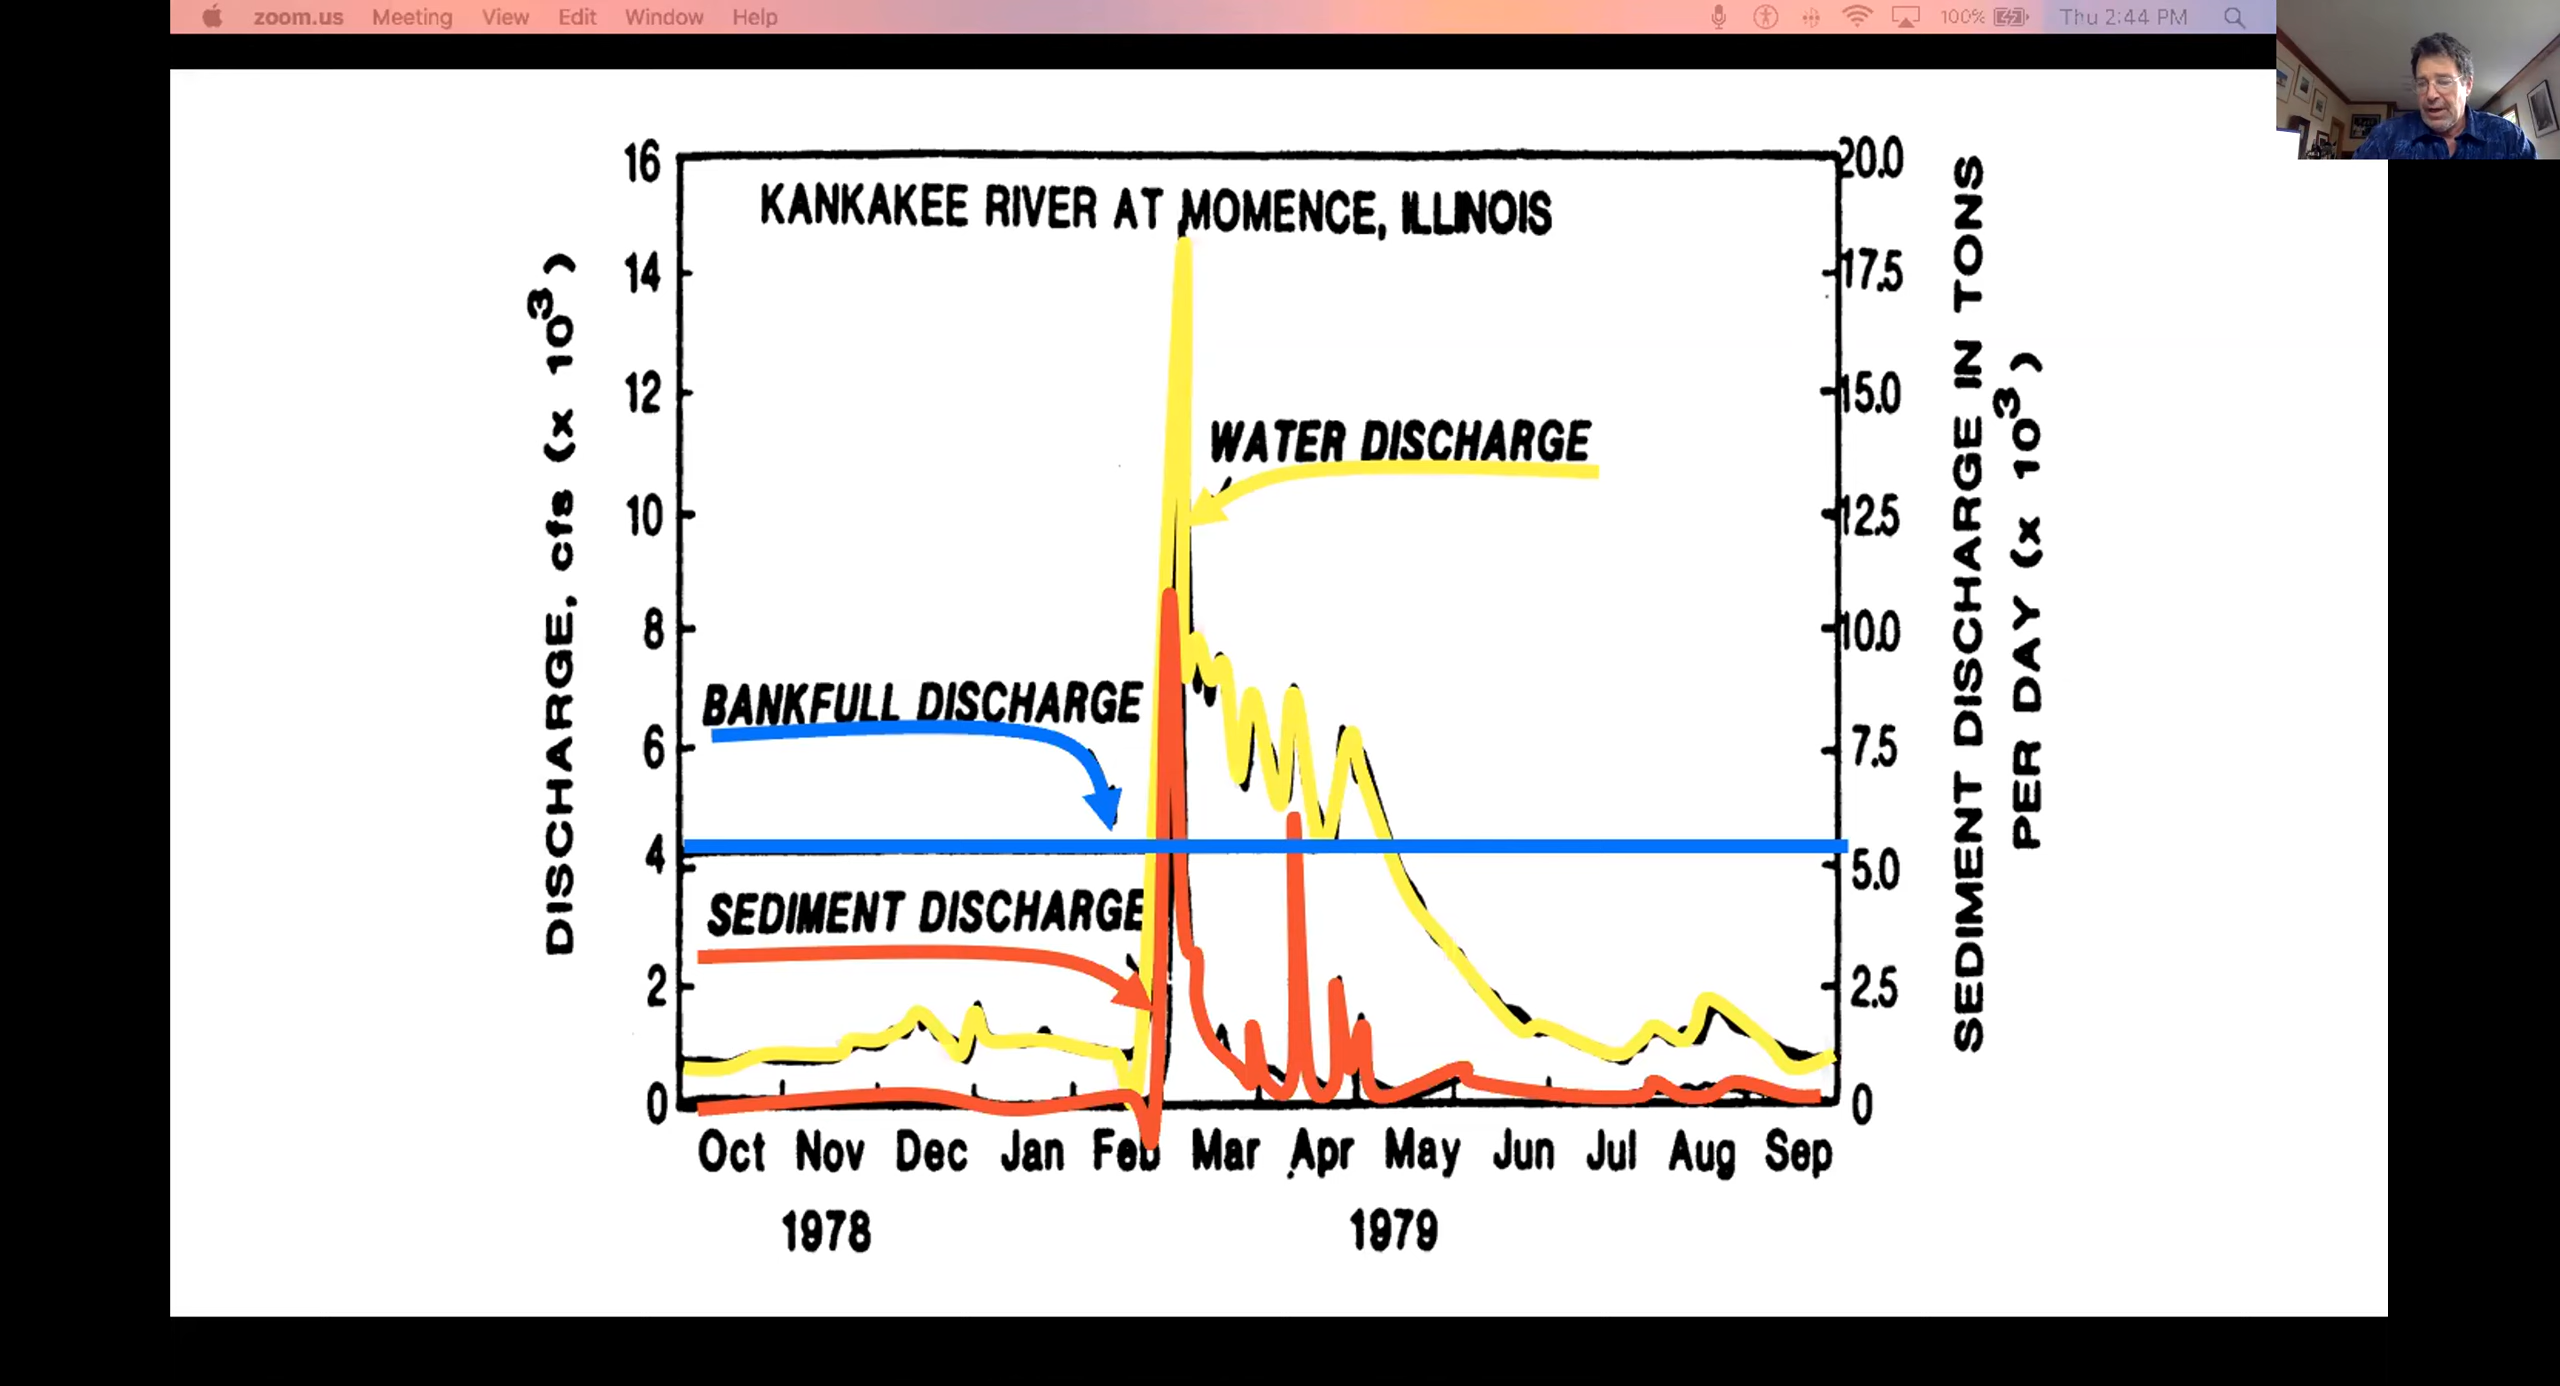 zoom.us Meeting View Edit Window Help 100% Thu 2:44 PM
KANKAKEE RIVER AT MOMENCE, ILLINOIS
DISCHARGE, cfs (x 10³)
16
14
12
10
8
6
4
2
0
WATER DISCHARGE
BANKFULL DISCHARGE
SEDIMENT DISCHARGE
20.0
17.5
15.0
12.5
10.0
7.5
5.0
2.5
0
SEDIMENT DISCHARGE IN TONS
PER DAY (x 10³)
Oct Nov Dec Jan Feb Mar Apr May Jun Jul Aug Sep
1978 1979